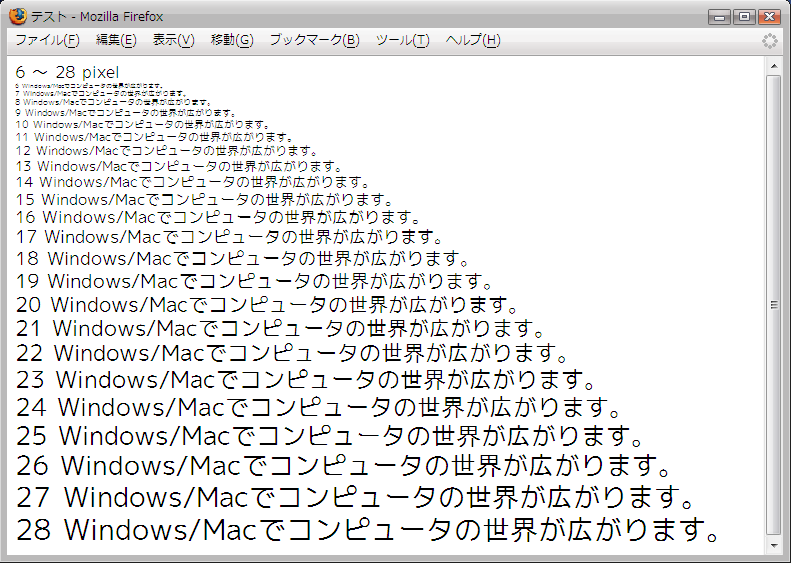 テスト - Mozilla Firefox
ファイル(F) 編集(E) 表示(V) 移動(G) ブックマーク(B) ツール(T) ヘルプ(H)
6 ～ 28 pixel
6 Windows/Macでコンピュータの世界が広がります。
7 Windows/Macでコンピュータの世界が広がります。
8 Windows/Macでコンピュータの世界が広がります。
9 Windows/Macでコンピュータの世界が広がります。
10 Windows/Macでコンピュータの世界が広がります。
11 Windows/Macでコンピュータの世界が広がります。
12 Windows/Macでコンピュータの世界が広がります。
13 Windows/Macでコンピュータの世界が広がります。
14 Windows/Macでコンピュータの世界が広がります。
15 Windows/Macでコンピュータの世界が広がります。
16 Windows/Macでコンピュータの世界が広がります。
17 Windows/Macでコンピュータの世界が広がります。
18 Windows/Macでコンピュータの世界が広がります。
19 Windows/Macでコンピュータの世界が広がります。
20 Windows/Macでコンピュータの世界が広がります。
21 Windows/Macでコンピュータの世界が広がります。
22 Windows/Macでコンピュータの世界が広がります。
23 Windows/Macでコンピュータの世界が広がります。
24 Windows/Macでコンピュータの世界が広がります。
25 Windows/Macでコンピュータの世界が広がります。
26 Windows/Macでコンピュータの世界が広がります。
27 Windows/Macでコンピュータの世界が広がります。
28 Windows/Macでコンピュータの世界が広がります。